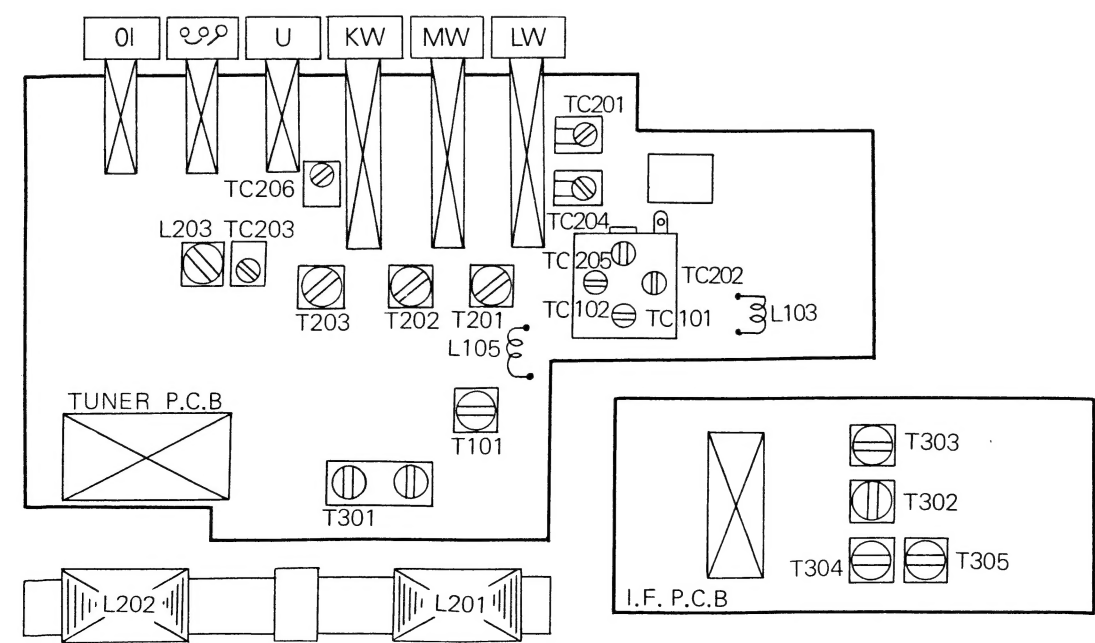 OI
U
KW
MW
LW
TC201
TC206
TC204
L203
TC203
TC205
TC202
TC102
TC101
L103
T203
T202
T201
L105
TUNER P.C.B
T101
T301
T303
T302
T304
T305
I.F. P.C.B
L202
L201